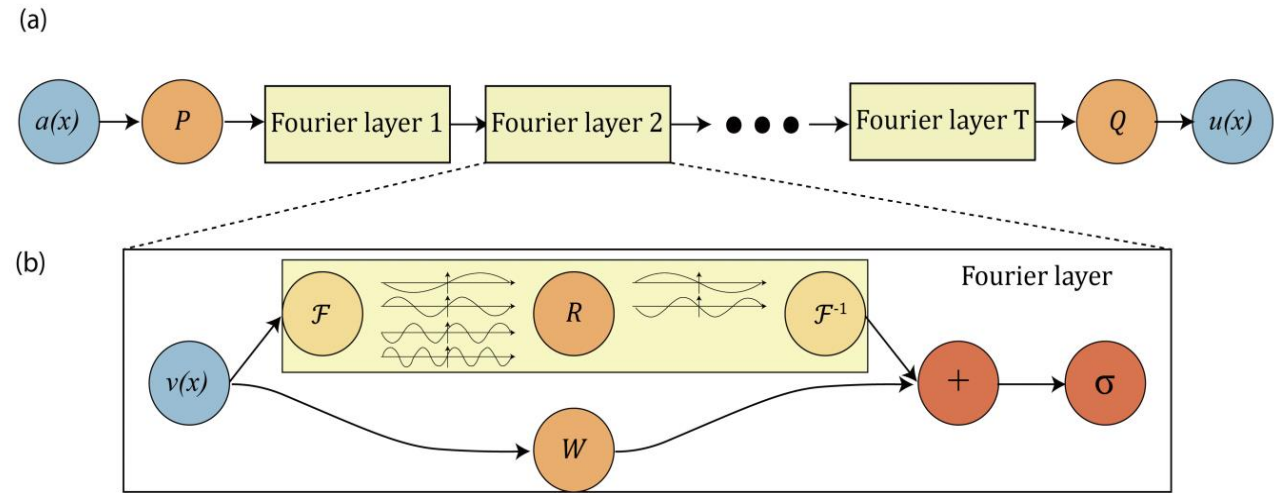 (a)
a(x) P Fourier layer 1 Fourier layer 2 Fourier layer T Q u(x)
(b)
Fourier layer
ℱ R ℱ-1
v(x) + σ
W